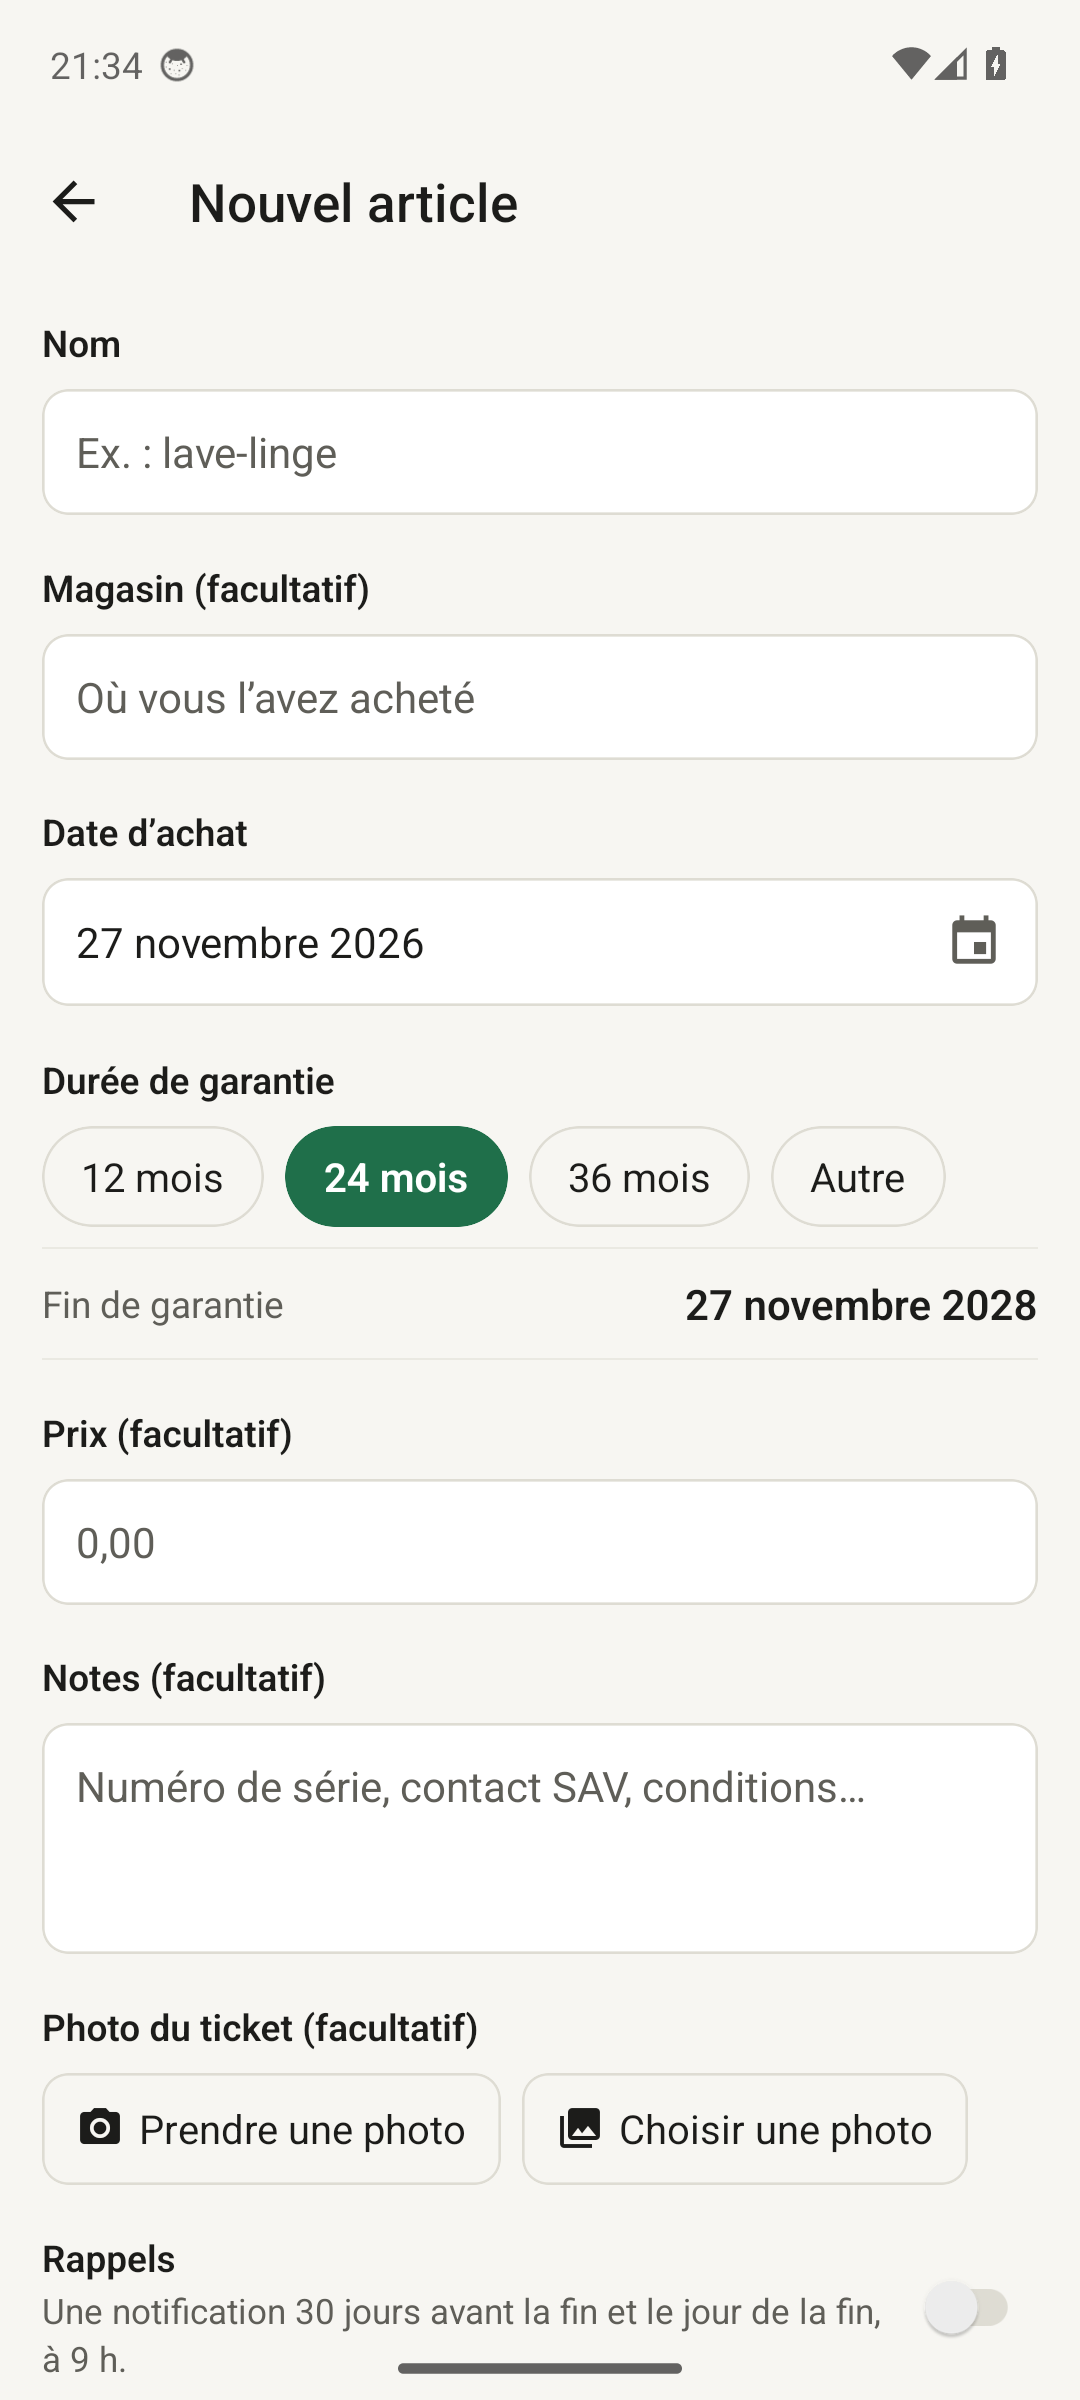 21:34
Nouvel article
Nom
Ex. : lave-linge
Magasin (facultatif)
Où vous l’avez acheté
Date d’achat
27 novembre 2026
Durée de garantie
12 mois
24 mois
36 mois
Autre
Fin de garantie
27 novembre 2028
Prix (facultatif)
0,00
Notes (facultatif)
Numéro de série, contact SAV, conditions…
Photo du ticket (facultatif)
Prendre une photo
Choisir une photo
Rappels
Une notification 30 jours avant la fin et le jour de la fin,
à 9 h.